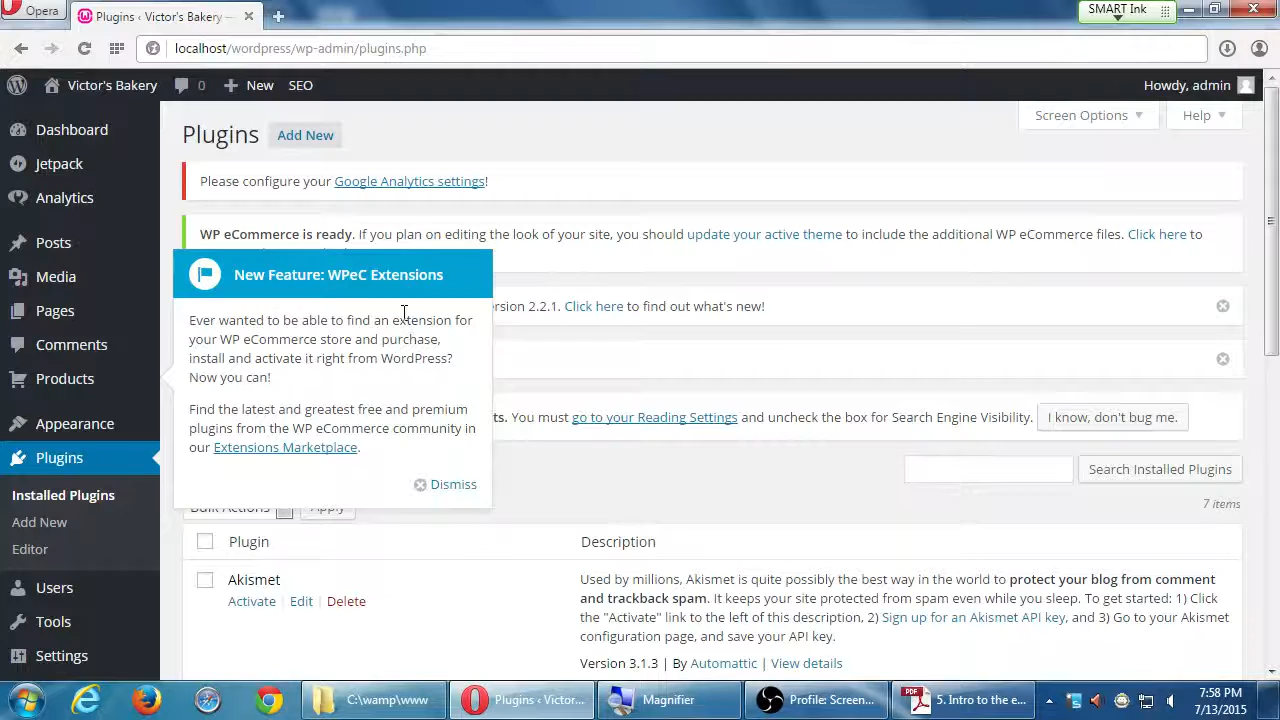 Opera
Plugins ‹ Victor's Bakery
SMART Ink
localhost/wordpress/wp-admin/plugins.php
Victor's Bakery
0
New
SEO
Howdy, admin
Dashboard
Jetpack
Analytics
Posts
Media
Pages
Comments
Products
Appearance
Plugins
Installed Plugins
Add New
Editor
Users
Tools
Settings
Plugins
Add New
Screen Options
Help
Please configure your Google Analytics settings!
WP eCommerce is ready. If you plan on editing the look of your site, you should update your active theme to include the additional WP eCommerce files. Click here to
New Feature: WPeC Extensions
Ever wanted to be able to find an extension for
your WP eCommerce store and purchase,
install and activate it right from WordPress?
Now you can!
Find the latest and greatest free and premium
plugins from the WP eCommerce community in
our Extensions Marketplace.
Dismiss
ersion 2.2.1. Click here to find out what's new!
ts. You must go to your Reading Settings and uncheck the box for Search Engine Visibility.
I know, don't bug me.
Search Installed Plugins
Bulk Actions
Apply
7 items
Plugin
Description
Akismet
Activate | Edit | Delete
Used by millions, Akismet is quite possibly the best way in the world to protect your blog from comment
and trackback spam. It keeps your site protected from spam even while you sleep. To get started: 1) Click
the "Activate" link to the left of this description, 2) Sign up for an Akismet API key, and 3) Go to your Akismet
configuration page, and save your API key.
Version 3.1.3 | By Automattic | View details
C:\wamp\www
Plugins ‹ Victor...
Magnifier
Profile: Screen...
5. Intro to the e...
7:58 PM
7/13/2015